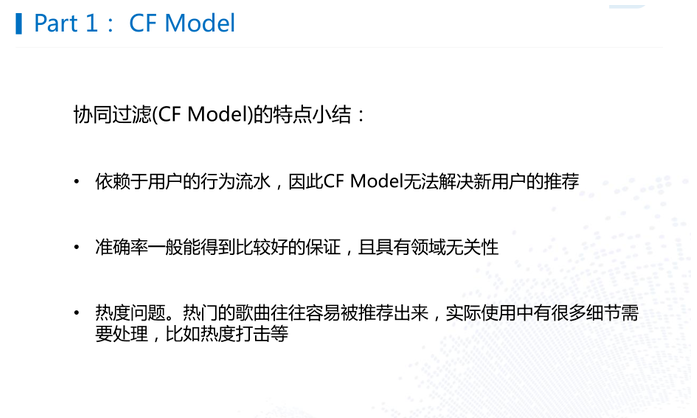 Part 1： CF Model
协同过滤(CF Model)的特点小结：
• 依赖于用户的行为流水，因此CF Model无法解决新用户的推荐
• 准确率一般能得到比较好的保证，且具有领域无关性
• 热度问题。热门的歌曲往往容易被推荐出来，实际使用中有很多细节需
要处理，比如热度打击等